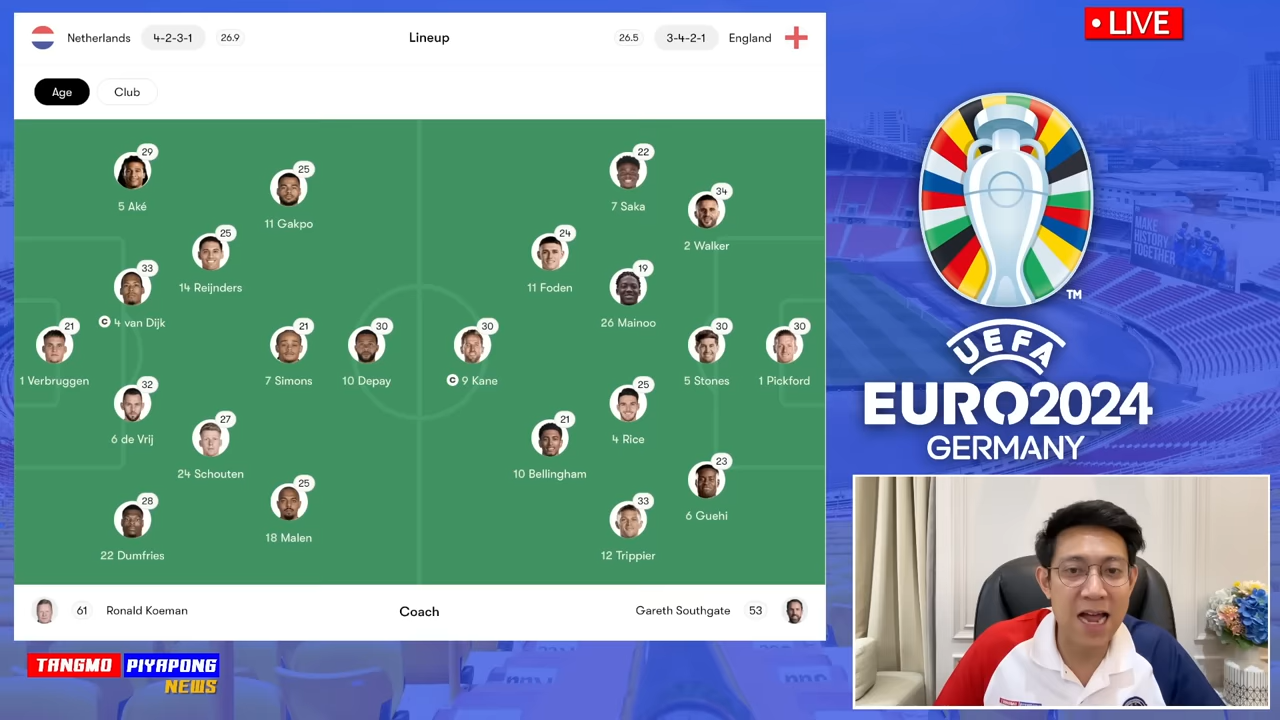 Netherlands 4-2-3-1 26.9 Lineup 26.5 3-4-2-1 England
Age Club
29
5 Aké
25
11 Gakpo
25
14 Reijnders
33
C 4 van Dijk
21
1 Verbruggen
21
7 Simons
30
10 Depay
32
6 de Vrij
27
24 Schouten
25
18 Malen
28
22 Dumfries
22
7 Saka
34
2 Walker
24
11 Foden
19
26 Mainoo
30
C 9 Kane
30
5 Stones
30
1 Pickford
25
4 Rice
21
10 Bellingham
23
6 Guehi
33
12 Trippier
61 Ronald Koeman Coach Gareth Southgate 53
TANGMO PIYAPONG
NEWS
LIVE
MAKE
HISTORY
TOGETHER
TM
UEFA
EURO2024
GERMANY